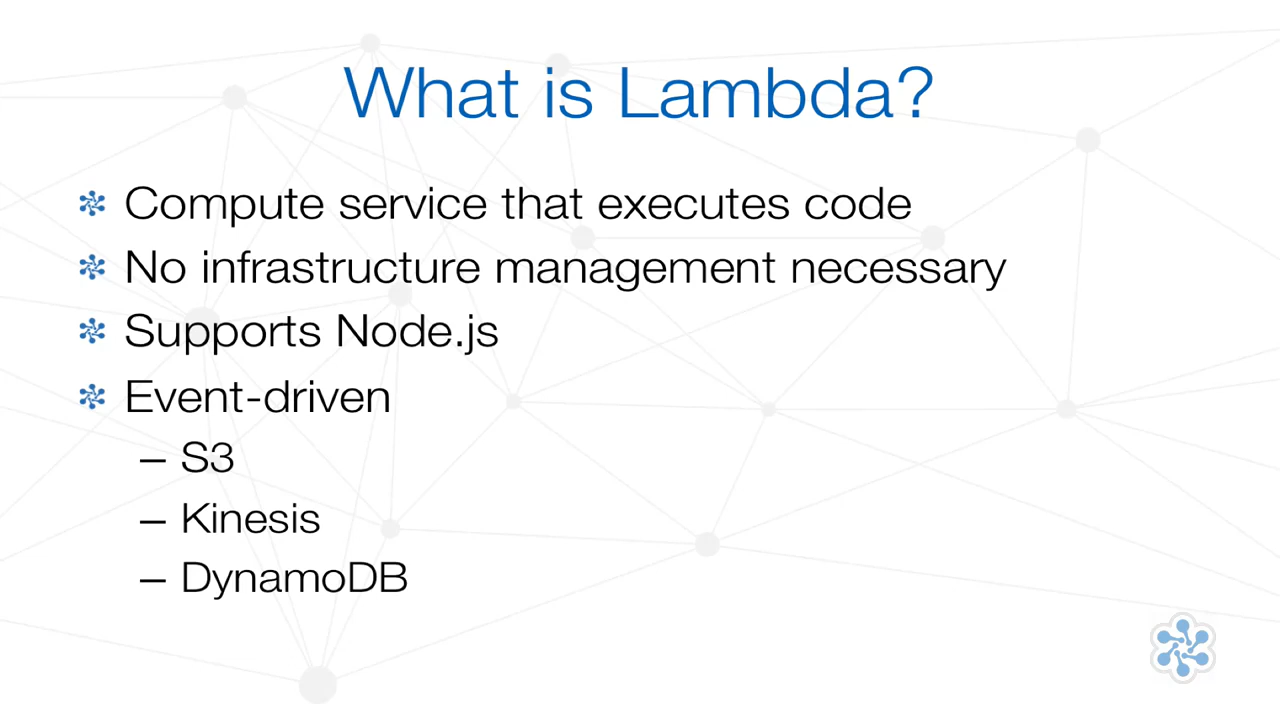 What is Lambda?
Compute service that executes code
No infrastructure management necessary
Supports Node.js
Event-driven
– S3
– Kinesis
– DynamoDB